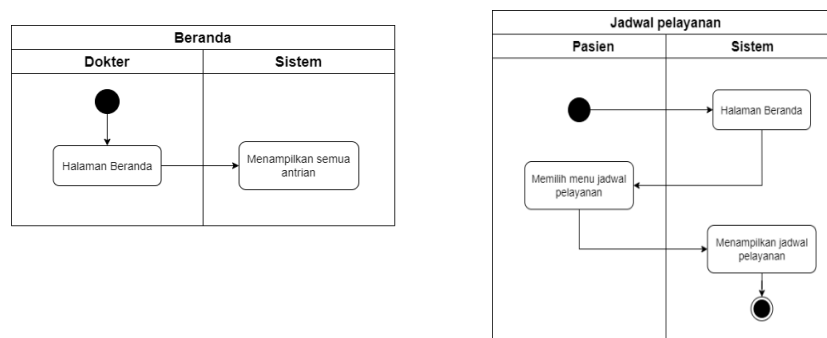 Beranda
Dokter
Sistem
Halaman Beranda
Menampilkan semua
antrian
Jadwal pelayanan
Pasien
Sistem
Halaman Beranda
Memilih menu jadwal
pelayanan
Menampilkan jadwal
pelayanan